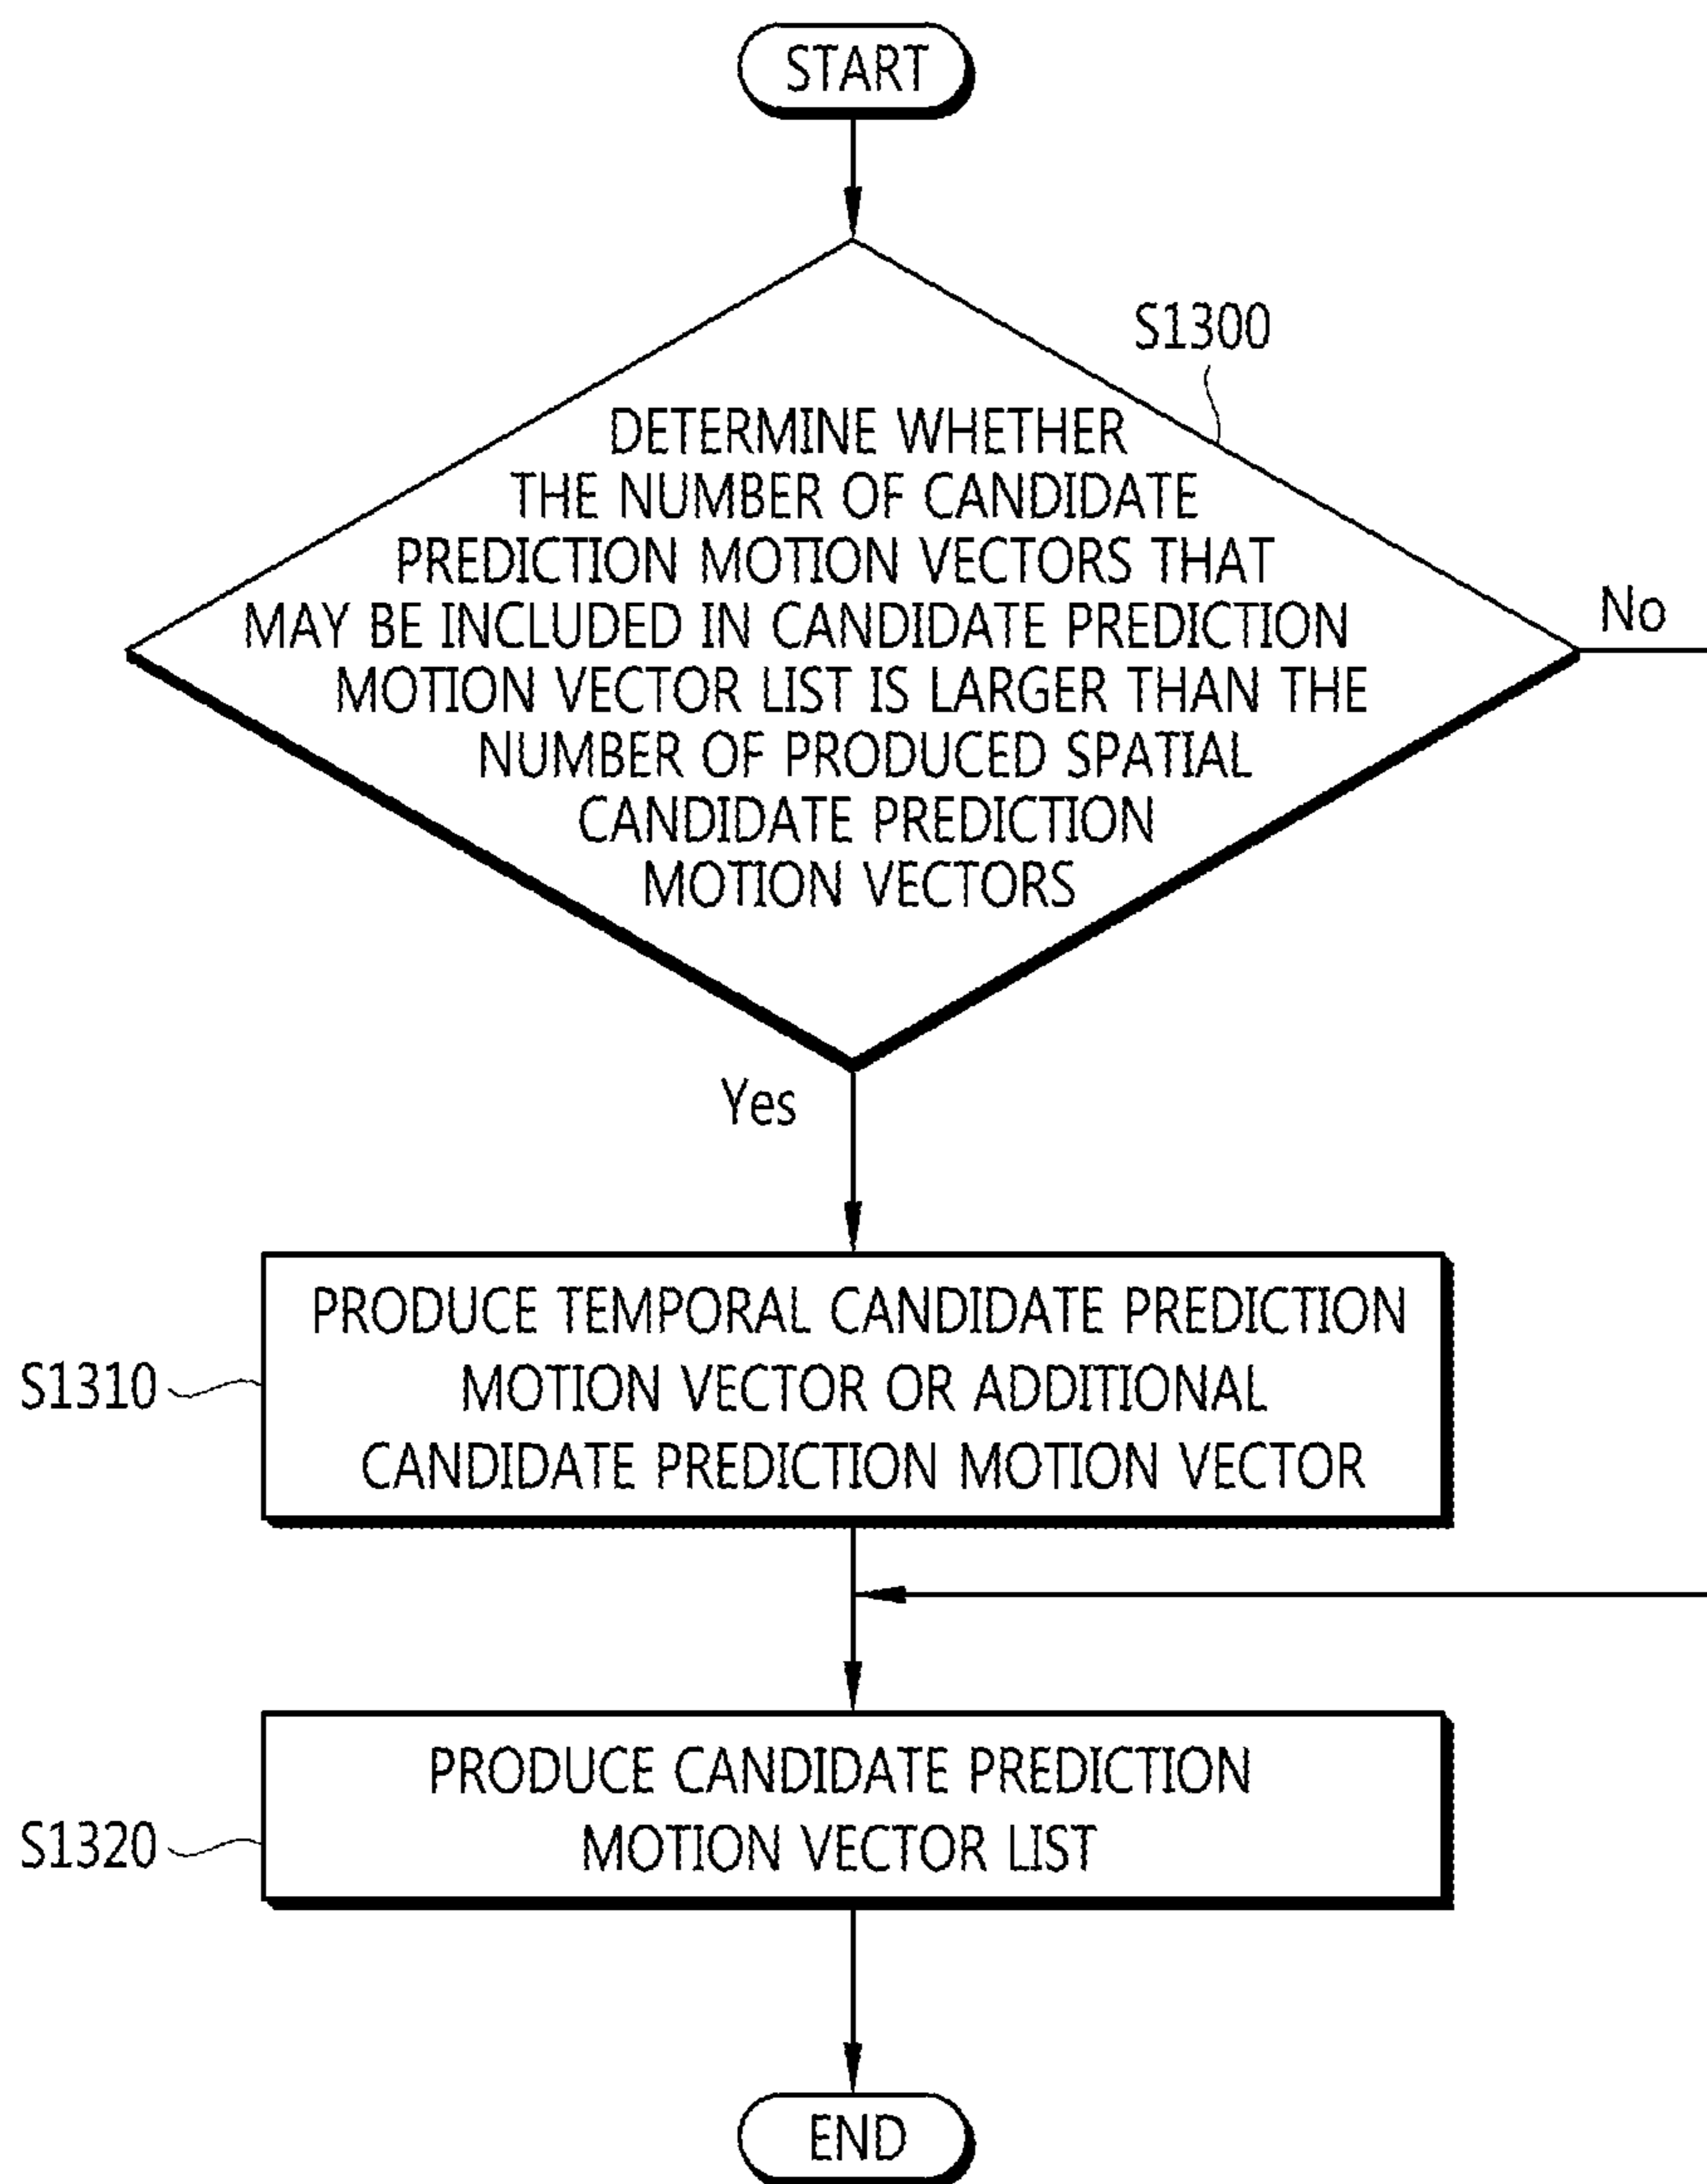 START
S1300
DETERMINE WHETHER
THE NUMBER OF CANDIDATE
PREDICTION MOTION VECTORS THAT
MAY BE INCLUDED IN CANDIDATE PREDICTION
MOTION VECTOR LIST IS LARGER THAN THE
NUMBER OF PRODUCED SPATIAL
CANDIDATE PREDICTION
MOTION VECTORS
No
Yes
PRODUCE TEMPORAL CANDIDATE PREDICTION
MOTION VECTOR OR ADDITIONAL
CANDIDATE PREDICTION MOTION VECTOR
S1310
PRODUCE CANDIDATE PREDICTION
MOTION VECTOR LIST
S1320
END